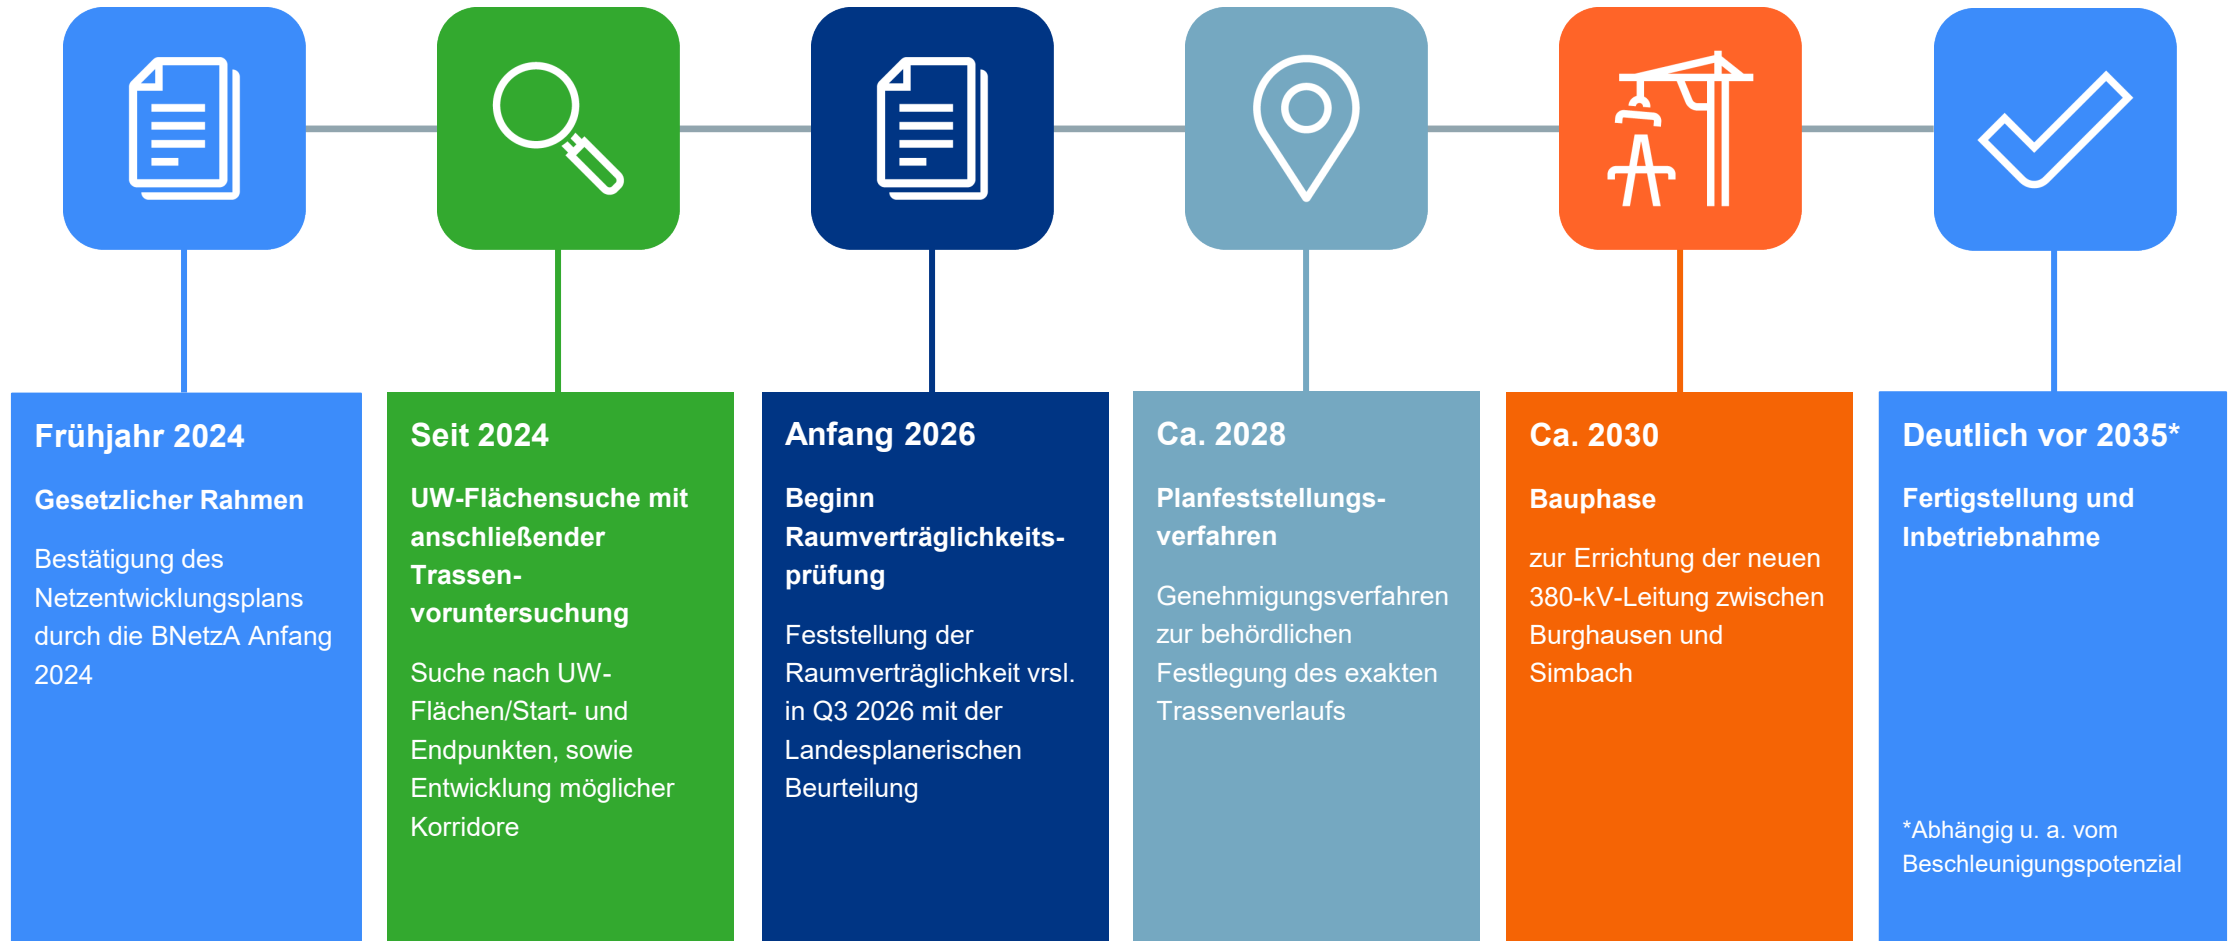 Frühjahr 2024
Gesetzlicher Rahmen
Bestätigung des
Netzentwicklungsplans
durch die BNetzA Anfang
2024
Seit 2024
UW-Flächensuche mit
anschließender
Trassen-
voruntersuchung
Suche nach UW-
Flächen/Start- und
Endpunkten, sowie
Entwicklung möglicher
Korridore
Anfang 2026
Beginn
Raumverträglichkeits-
prüfung
Feststellung der
Raumverträglichkeit vrsl.
in Q3 2026 mit der
Landesplanerischen
Beurteilung
Ca. 2028
Planfeststellungs-
verfahren
Genehmigungsverfahren
zur behördlichen
Festlegung des exakten
Trassenverlaufs
Ca. 2030
Bauphase
zur Errichtung der neuen
380-kV-Leitung zwischen
Burghausen und
Simbach
Deutlich vor 2035*
Fertigstellung und
Inbetriebnahme
*Abhängig u. a. vom
Beschleunigungspotenzial